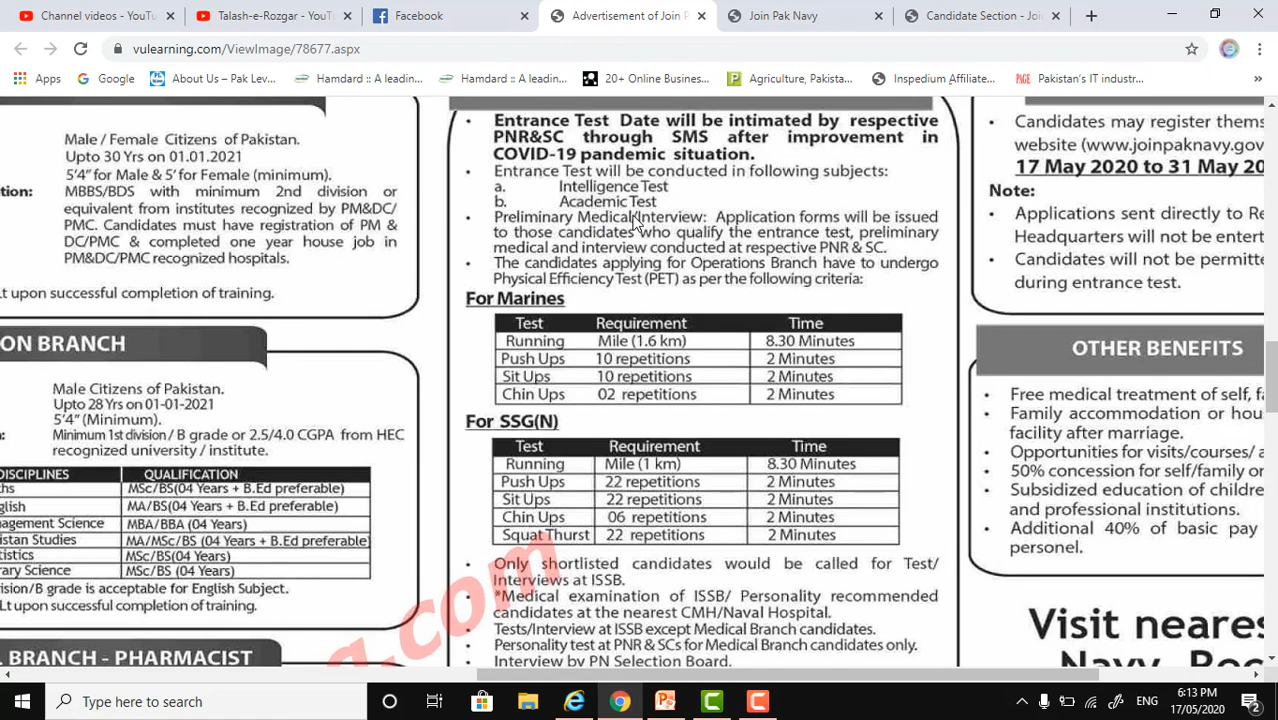 Channel videos - YouTu
Talash-e-Rozgar - YouTu
Facebook
Advertisement of Join P
Join Pak Navy
Candidate Section - Join
vulearning.com/ViewImage/78677.aspx
Apps
Google
About Us – Pak Lev...
Hamdard :: A leadin...
Hamdard :: A leadin...
20+ Online Busines...
Agriculture, Pakista...
Inspedium Affiliate...
Pakistan's IT industr...
»
Male / Female Citizens of Pakistan.
Upto 30 Yrs on 01.01.2021
5'4" for Male & 5' for Female (minimum).
tion: MBBS/BDS with minimum 2nd division or
equivalent from institutes recognized by PM&DC/
PMC. Candidates must have registration of PM &
DC/PMC & completed one year house job in
PM&DC/PMC recognized hospitals.
Lt upon successful completion of training.
ON BRANCH
Male Citizens of Pakistan.
Upto 28 Yrs on 01-01-2021
5'4" (Minimum).
n: Minimum 1st division / B grade or 2.5/4.0 CGPA from HEC
recognized university / institute.
DISCIPLINES QUALIFICATION
ths MSc/BS(04 Years + B.Ed preferable)
glish MA/BS(04 Years + B.Ed preferable)
nagement Science MBA/BBA (04 Years)
istan Studies MA/MSc/BS (04 Years + B.Ed preferable)
tistics MSc/BS (04 Years)
rary Science MSc/BS (04 Years)
vision/B grade is acceptable for English Subject.
Lt upon successful completion of training.
L BRANCH - PHARMACIST
• Entrance Test Date will be intimated by respective
PNR&SC through SMS after improvement in
COVID-19 pandemic situation.
• Entrance Test will be conducted in following subjects:
a. Intelligence Test
b. Academic Test
• Preliminary Medical/Interview: Application forms will be issued
to those candidates who qualify the entrance test, preliminary
medical and interview conducted at respective PNR & SC.
• The candidates applying for Operations Branch have to undergo
Physical Efficiency Test (PET) as per the following criteria:
For Marines
Test Requirement Time
Running Mile (1.6 km) 8.30 Minutes
Push Ups 10 repetitions 2 Minutes
Sit Ups 10 repetitions 2 Minutes
Chin Ups 02 repetitions 2 Minutes
For SSG(N)
Test Requirement Time
Running Mile (1 km) 8.30 Minutes
Push Ups 22 repetitions 2 Minutes
Sit Ups 22 repetitions 2 Minutes
Chin Ups 06 repetitions 2 Minutes
Squat Thurst 22 repetitions 2 Minutes
• Only shortlisted candidates would be called for Test/
Interviews at ISSB.
• *Medical examination of ISSB/ Personality recommended
candidates at the nearest CMH/Naval Hospital.
• Tests/Interview at ISSB except Medical Branch candidates.
• Personality test at PNR & SCs for Medical Branch candidates only.
• Interview by PN Selection Board.
a.com
• Candidates may register thems
website (www.joinpaknavy.gov
17 May 2020 to 31 May 20
Note:
• Applications sent directly to Re
Headquarters will not be entert
• Candidates will not be permitte
during entrance test.
OTHER BENEFITS
• Free medical treatment of self, fa
• Family accommodation or hou
facility after marriage.
• Opportunities for visits/courses/ a
• 50% concession for self/family or
• Subsidized education of childre
and professional institutions.
• Additional 40% of basic pay
personel.
Visit neares
Navy Rec
Type here to search
ENG
6:13 PM
17/05/2020
2